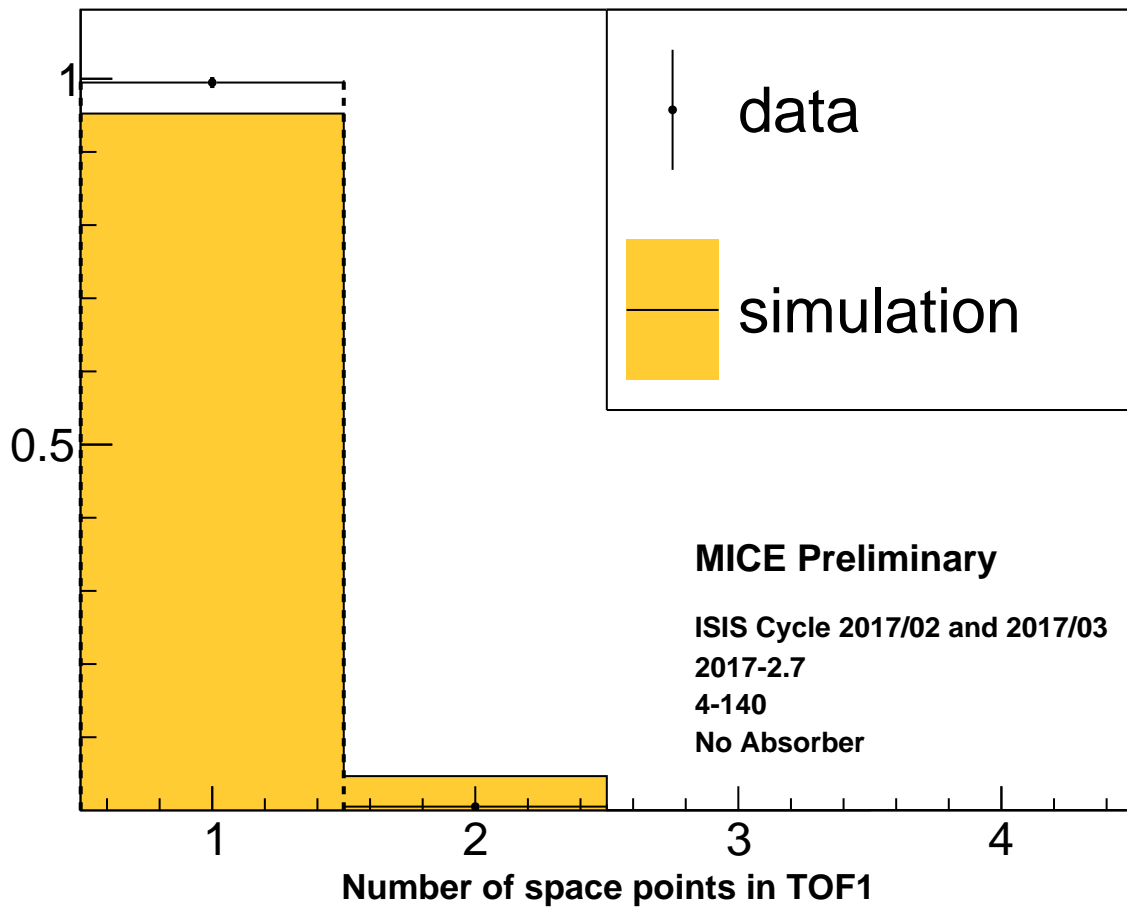 1
data
simulation
0.5
MICE Preliminary
ISIS Cycle 2017/02 and 2017/03
2017-2.7
4-140
No Absorber
1 2 3 4
Number of space points in TOF1